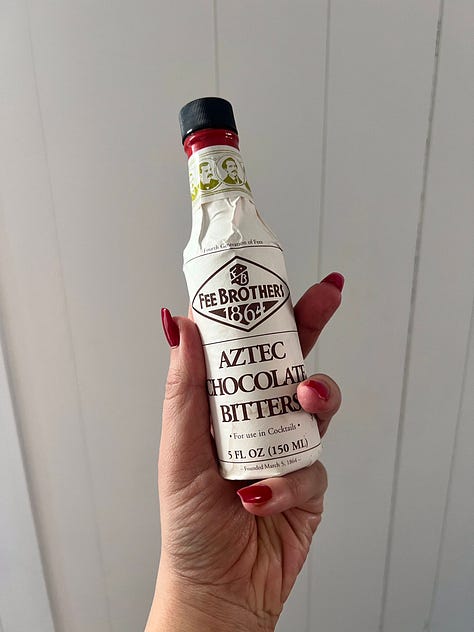 Fourth Generation of Fees
FB
FEE BROTHERS
1864
AZTEC
CHOCOLATE
BITTERS
• For use in Cocktails •
5 FL OZ (150 ML)
- Founded March 5, 1864 -